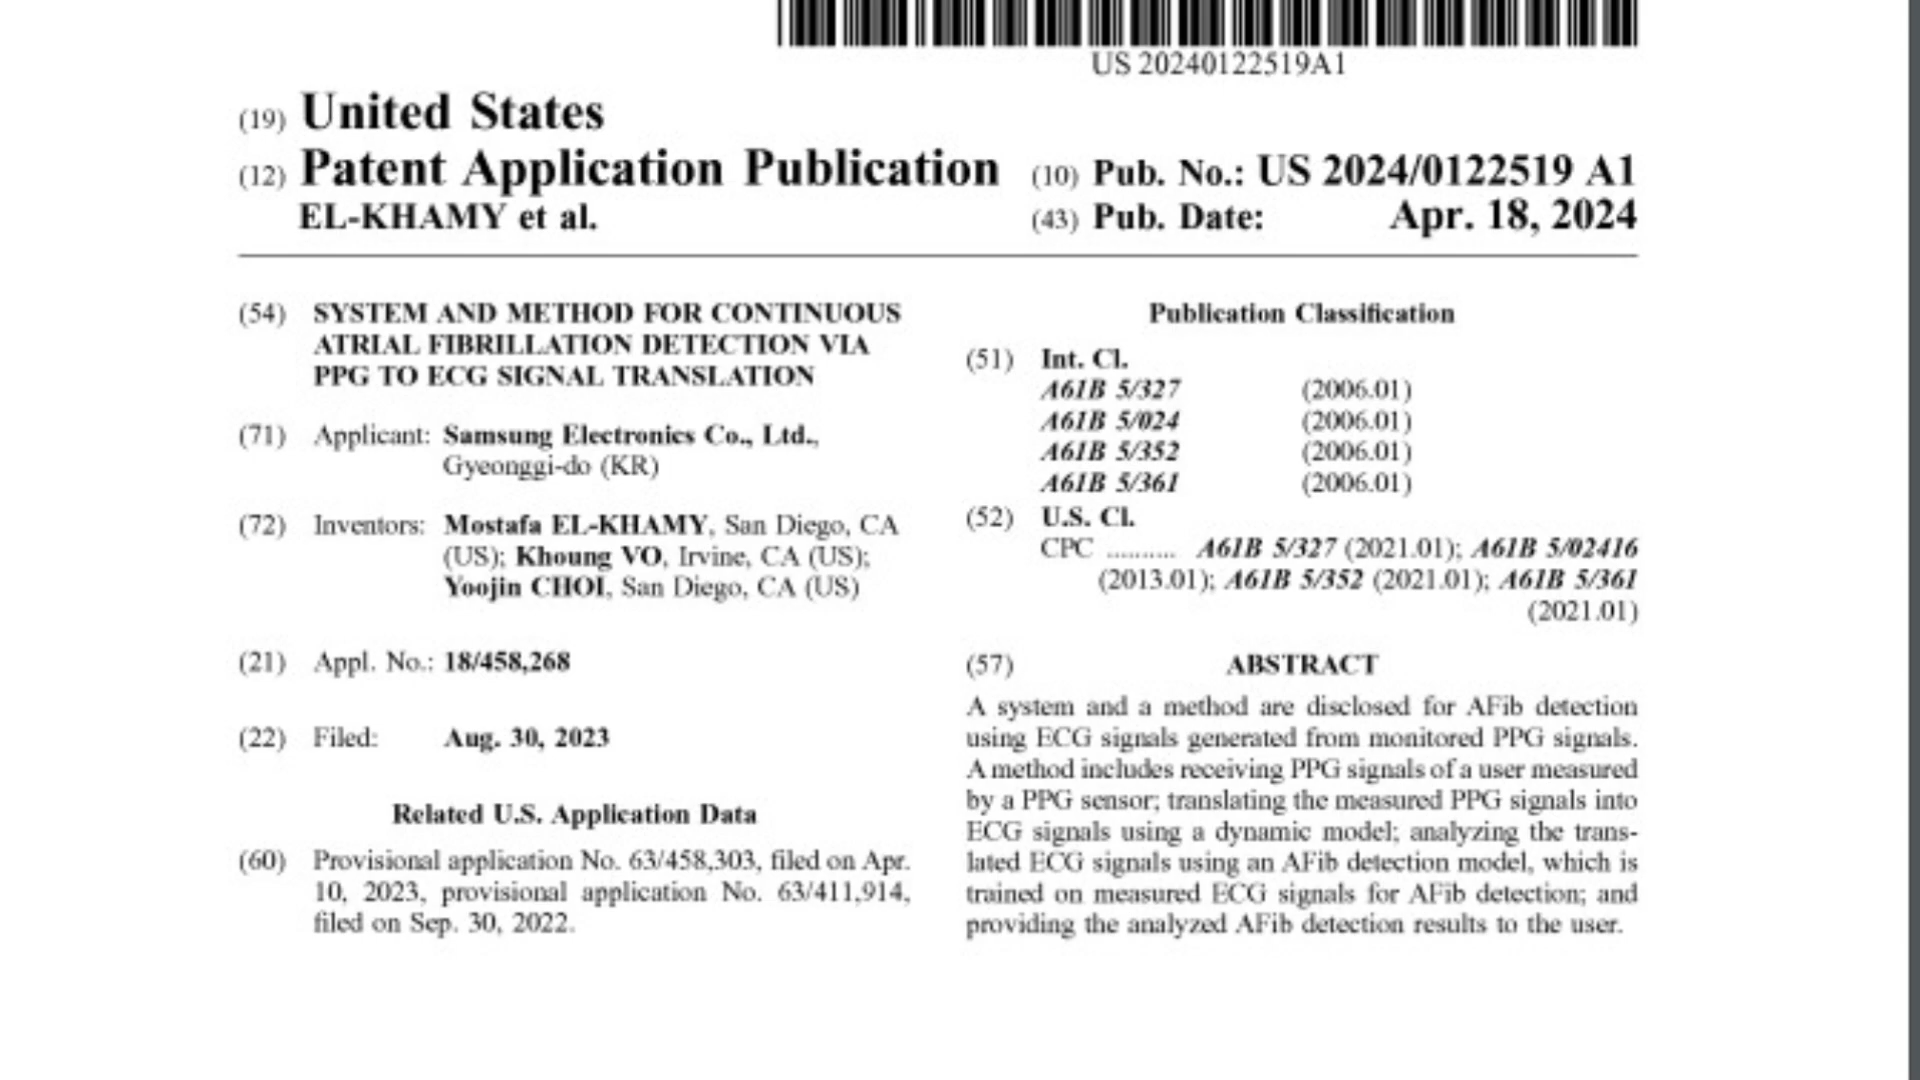 US 20240122519A1
(19) United States
(12) Patent Application Publication
EL-KHAMY et al.
(10) Pub. No.: US 2024/0122519 A1
(43) Pub. Date: Apr. 18, 2024
(54) SYSTEM AND METHOD FOR CONTINUOUS
ATRIAL FIBRILLATION DETECTION VIA
PPG TO ECG SIGNAL TRANSLATION
(71) Applicant: Samsung Electronics Co., Ltd.,
Gyeonggi-do (KR)
(72) Inventors: Mostafa EL-KHAMY, San Diego, CA
(US); Khoung VO, Irvine, CA (US);
Yoojin CHOI, San Diego, CA (US)
(21) Appl. No.: 18/458,268
(22) Filed: Aug. 30, 2023
Related U.S. Application Data
(60) Provisional application No. 63/458,303, filed on Apr.
10, 2023, provisional application No. 63/411,914,
filed on Sep. 30, 2022.
Publication Classification
(51) Int. Cl.
A61B 5/327 (2006.01)
A61B 5/024 (2006.01)
A61B 5/352 (2006.01)
A61B 5/361 (2006.01)
(52) U.S. Cl.
CPC .......... A61B 5/327 (2021.01); A61B 5/02416
(2013.01); A61B 5/352 (2021.01); A61B 5/361
(2021.01)
(57) ABSTRACT
A system and a method are disclosed for AFib detection
using ECG signals generated from monitored PPG signals.
A method includes receiving PPG signals of a user measured
by a PPG sensor; translating the measured PPG signals into
ECG signals using a dynamic model; analyzing the trans-
lated ECG signals using an AFib detection model, which is
trained on measured ECG signals for AFib detection; and
providing the analyzed AFib detection results to the user.